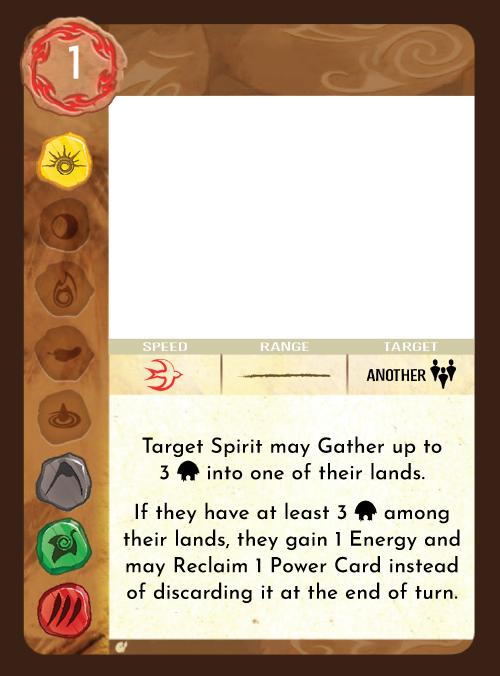 1
SPEED RANGE TARGET
ANOTHER
Target Spirit may Gather up to
3 into one of their lands.
If they have at least 3 among
their lands, they gain 1 Energy and
may Reclaim 1 Power Card instead
of discarding it at the end of turn.